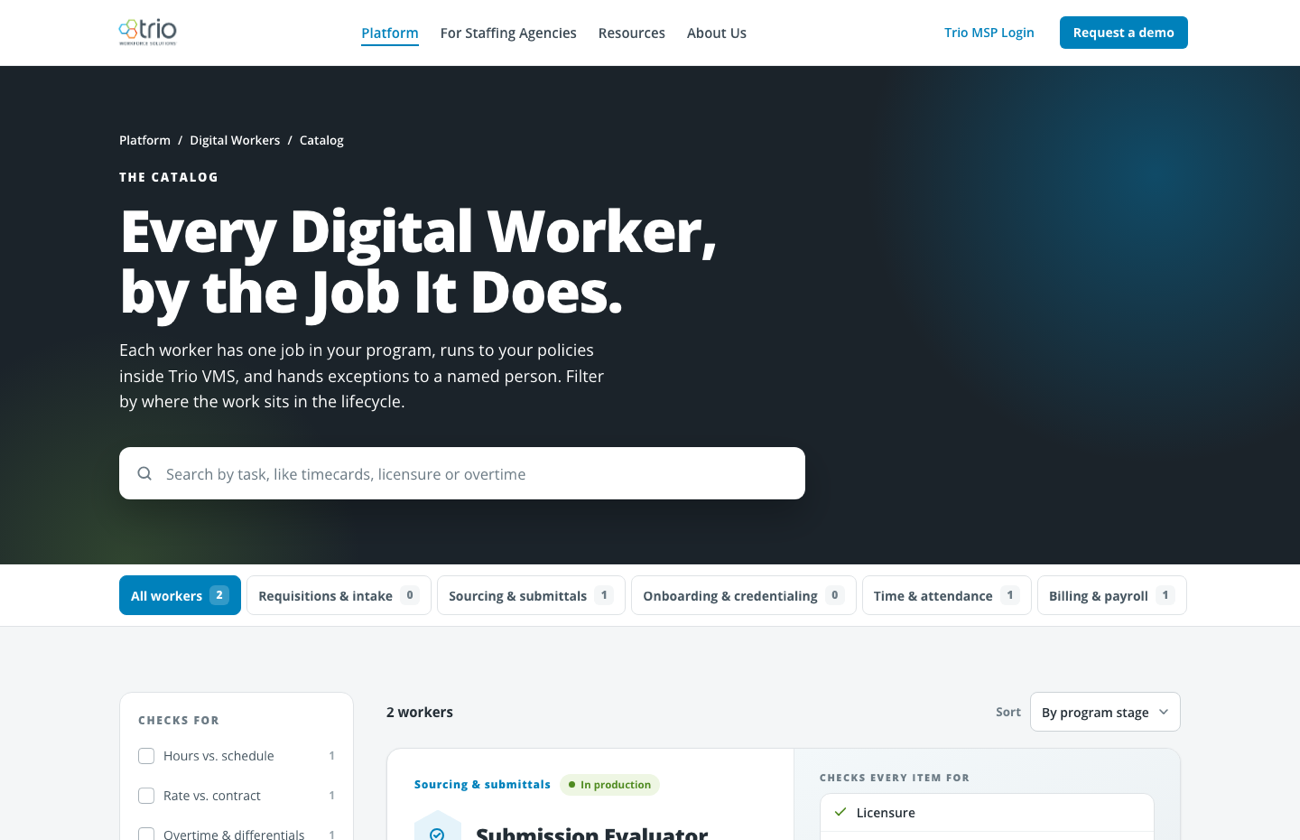 trio
WORKFORCE SOLUTIONS
Platform
For Staffing Agencies
Resources
About Us
Trio MSP Login
Request a demo
Platform / Digital Workers / Catalog
THE CATALOG
Every Digital Worker,
by the Job It Does.
Each worker has one job in your program, runs to your policies
inside Trio VMS, and hands exceptions to a named person. Filter
by where the work sits in the lifecycle.
Search by task, like timecards, licensure or overtime
All workers 2
Requisitions & intake 0
Sourcing & submittals 1
Onboarding & credentialing 0
Time & attendance 1
Billing & payroll 1
CHECKS FOR
Hours vs. schedule 1
Rate vs. contract 1
Overtime & differentials 1
2 workers
Sort
By program stage
Sourcing & submittals
In production
Submission Evaluator
CHECKS EVERY ITEM FOR
Licensure